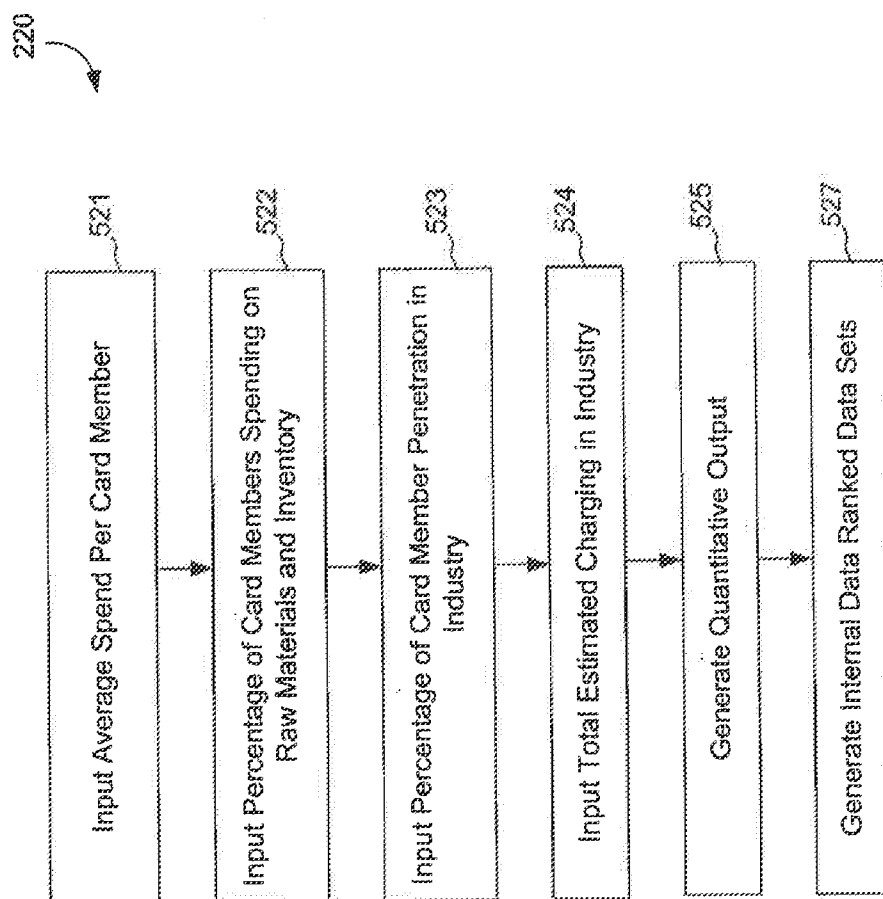 220
Input Average Spend Per Card Member
521
Input Percentage of Card Members Spending on
Raw Materials and Inventory
522
Input Percentage of Card Member Penetration in
Industry
523
Input Total Estimated Charging in Industry
524
Generate Quantitative Output
525
Generate Internal Data Ranked Data Sets
527